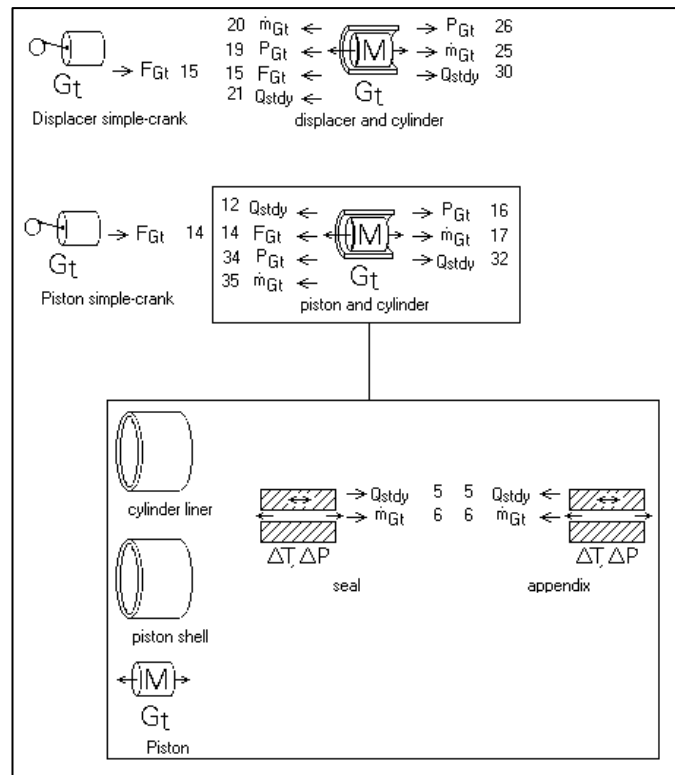 20 ṁGt ← → PGt 26
19 PGt ← |M| → ṁGt 25
→ FGt 15 15 FGt ← → Qstdy 30
Gt 21 Qstdy ← Gt
Displacer simple-crank displacer and cylinder
12 Qstdy ← → PGt 16
→ FGt 14 14 FGt ← |M| → ṁGt 17
Gt 34 PGt ← → Qstdy 32
35 ṁGt ← Gt
Piston simple-crank piston and cylinder
cylinder liner
→ Qstdy 5 5 Qstdy ←
→ ṁGt 6 6 ṁGt ←
ΔT, ΔP ΔT, ΔP
seal appendix
piston shell
|M|
Gt
Piston